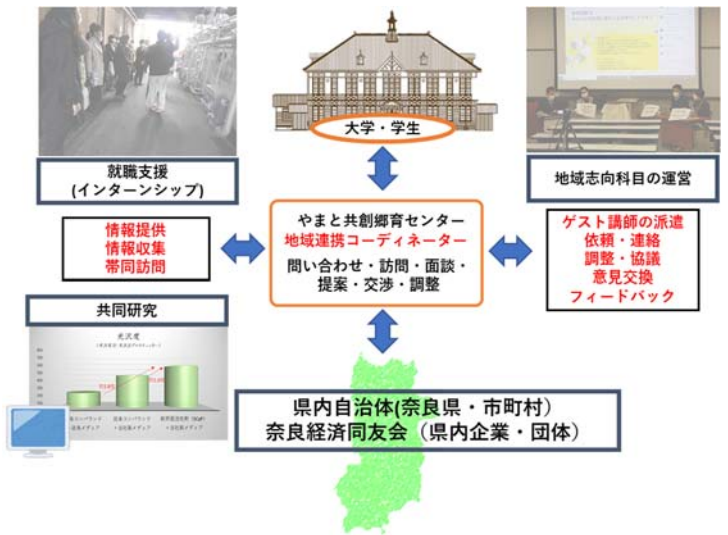 大学・学生
就職支援
(インターンシップ)
地域志向科目の運営
情報提供
情報収集
帯同訪問
やまと共創郷育センター
地域連携コーディネーター
問い合わせ・訪問・面談・
提案・交渉・調整
ゲスト講師の派遣
依頼・連絡
調整・協議
意見交換
フィードバック
共同研究
光沢度
県内自治体(奈良県・市町村)
奈良経済同友会（県内企業・団体）